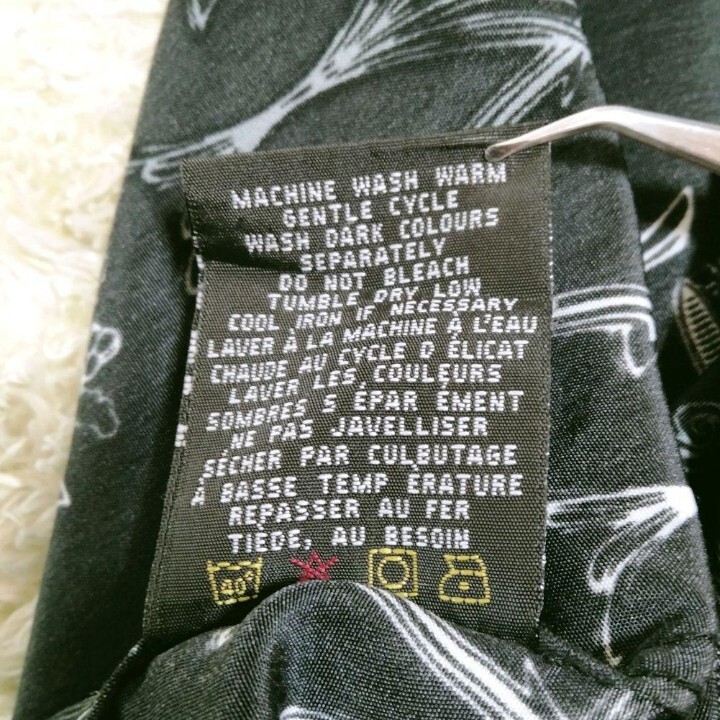 MACHINE WASH WARM
GENTLE CYCLE
WASH DARK COLOURS
SEPARATELY
DO NOT BLEACH
TUMBLE DRY LOW
COOL IRON IF NECESSARY
LAVER À LA MACHINE À L'EAU
CHAUDE AU CYCLE D ÉLICAT
LAVER LES COULEURS
SOMBRES S ÉPAR ÉMENT
NE PAS JAVELLISER
SÉCHER PAR CULBUTAGE
À BASSE TEMP ÉRATURE
REPASSER AU FER
TIÈDE, AU BESOIN
40°